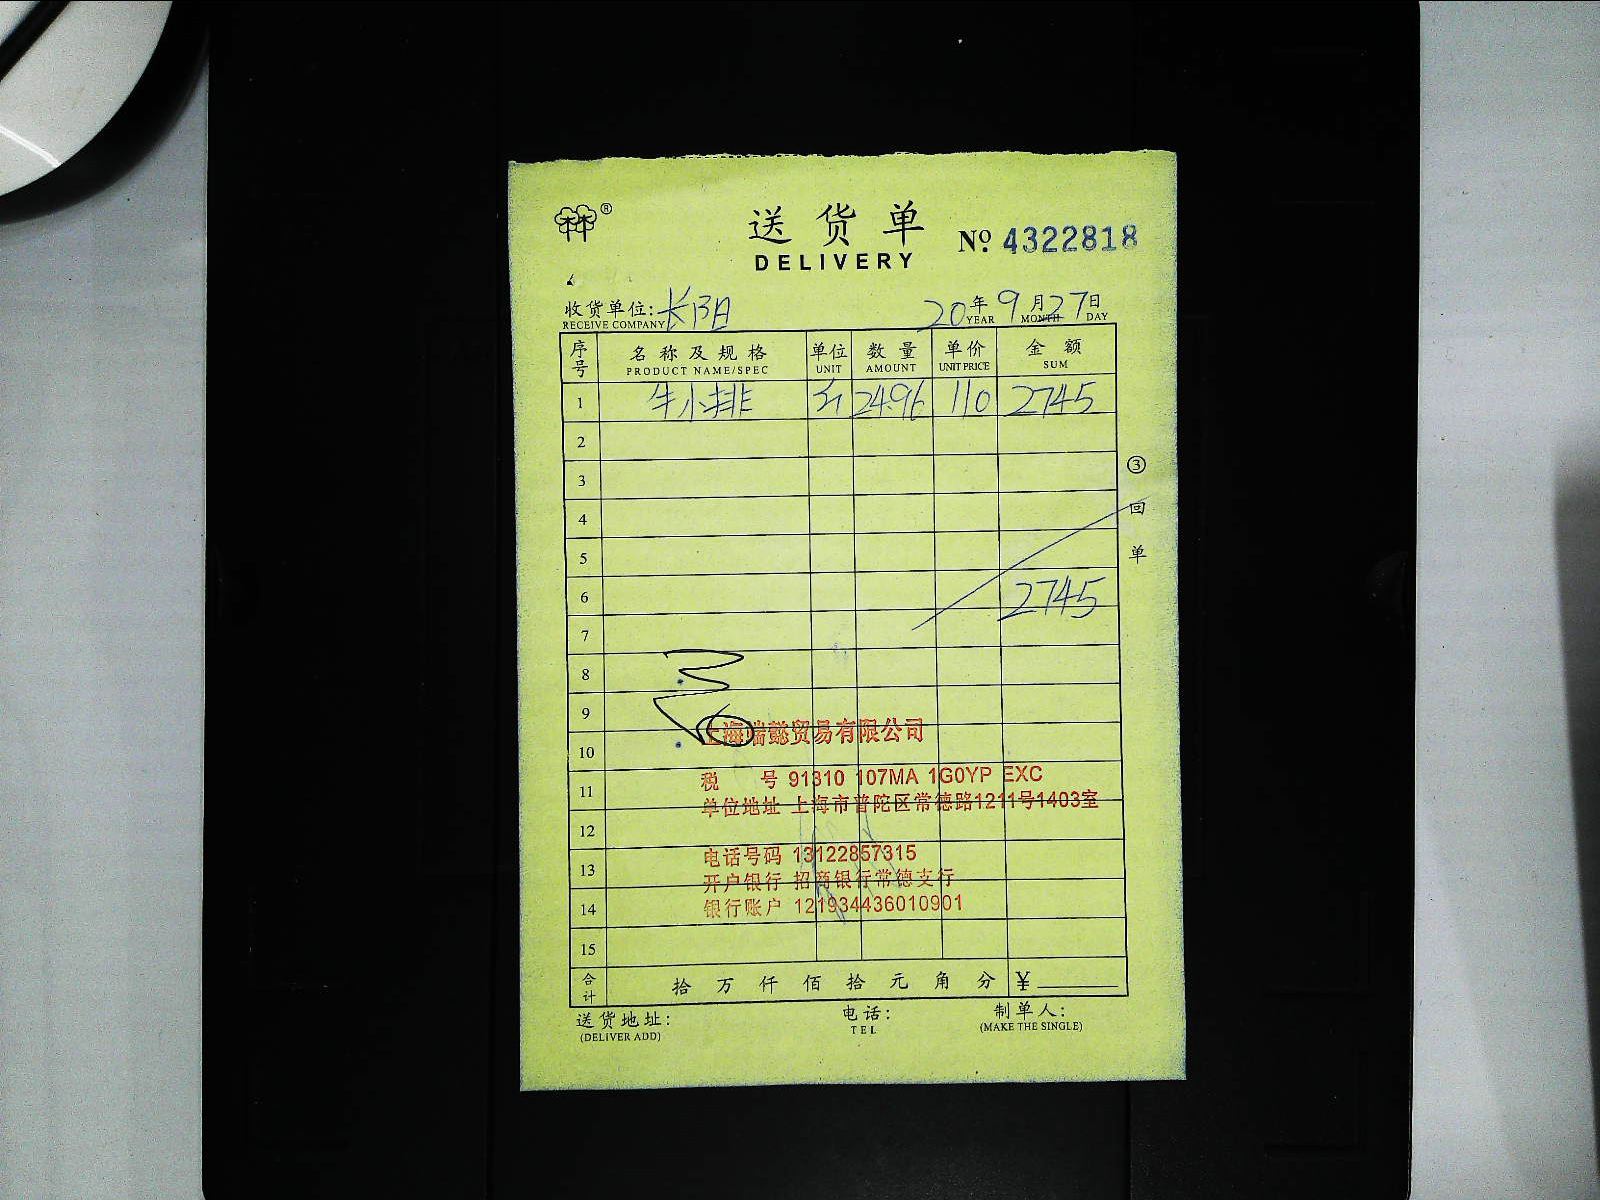 ®
送货单
DELIVERY
№ 4322818
收货单位: 长阳
RECEIVE COMPANY
20年9月27日
YEAR MONTH DAY
序号 名称及规格 单位 数量 单价 金额
PRODUCT NAME/SPEC UNIT AMOUNT UNIT PRICE SUM
1 牛小排 24.96 110 2745
2
3
4
5
6 2745
7
8
9
10
11
12
13
14
15
③回单
上海瑞懿贸易有限公司
税 号 91310 107MA 1G0YP EXC
单位地址 上海市普陀区常德路1211号1403室
电话号码 13122857315
开户银行 招商银行常德支行
银行账户 121934436010901
合计 拾 万 仟 佰 拾 元 角 分 ¥
送货地址: 电话: 制单人:
(DELIVER ADD) TEL (MAKE THE SINGLE)